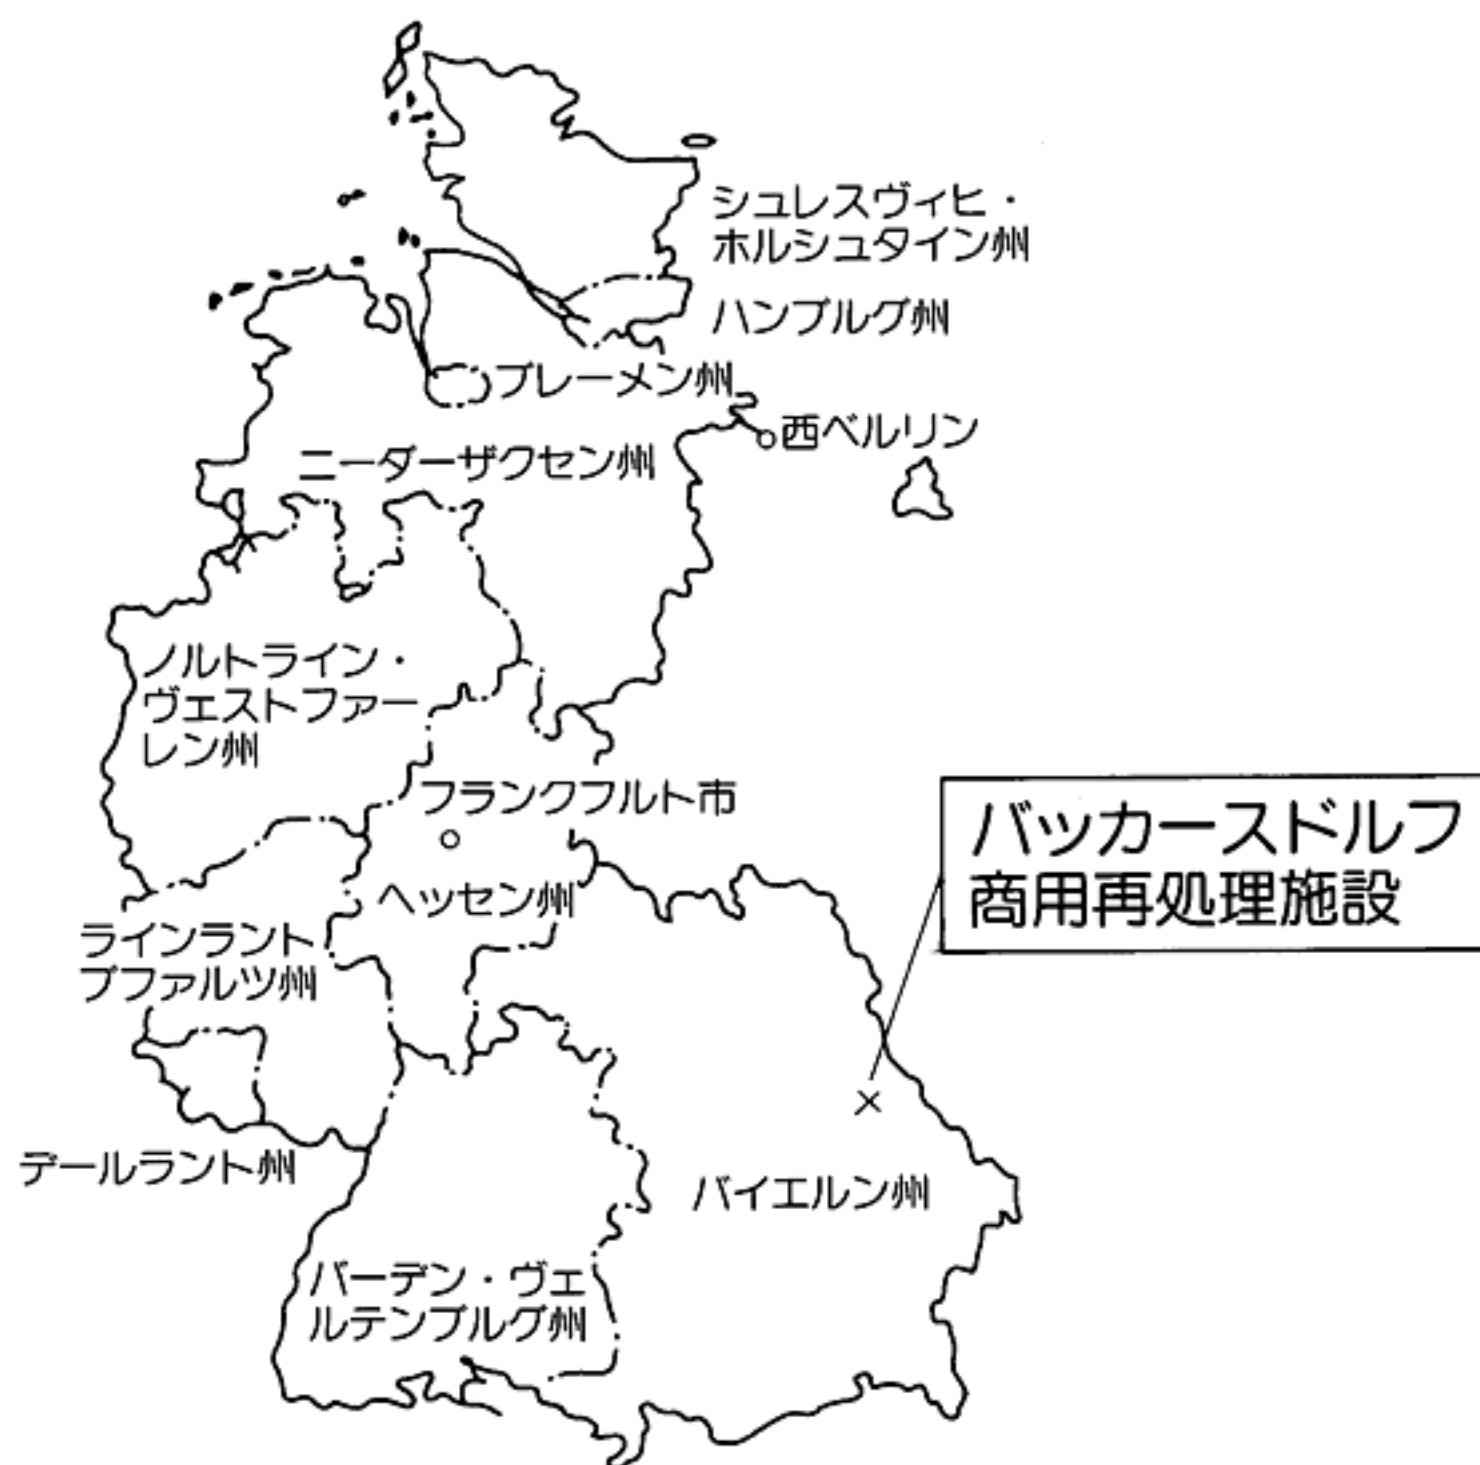 シュレスヴィヒ・
ホルシュタイン州
ハンブルグ州
ブレーメン州
西ベルリン
ニーダーザクセン州
ノルトライン・
ヴェストファー
レン州
フランクフルト市
バッカースドルフ
商用再処理施設
ヘッセン州
ラインラント
プファルツ州
デールラント州
バイエルン州
バーデン・ヴェ
ルテンブルグ州